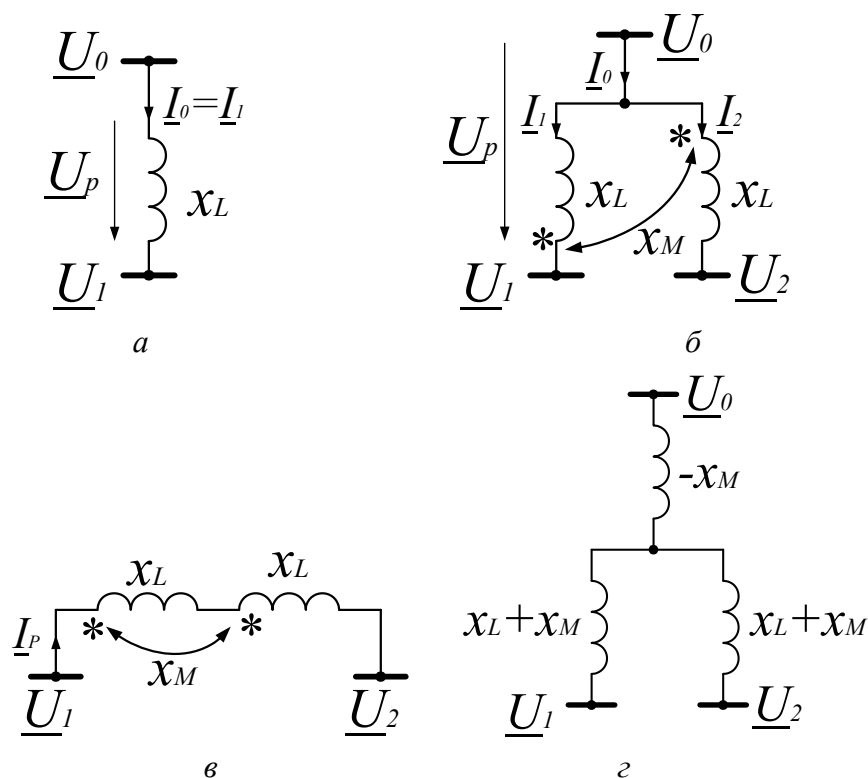 U0
I0=I1
Up
xL
U1
а
U0
I0
I1
I2
Up
*
xL
xL
*
xM
U1
U2
б
xL
xL
IP
*
*
xM
U1
U2
в
U0
-xM
xL+xM
xL+xM
U1
U2
г